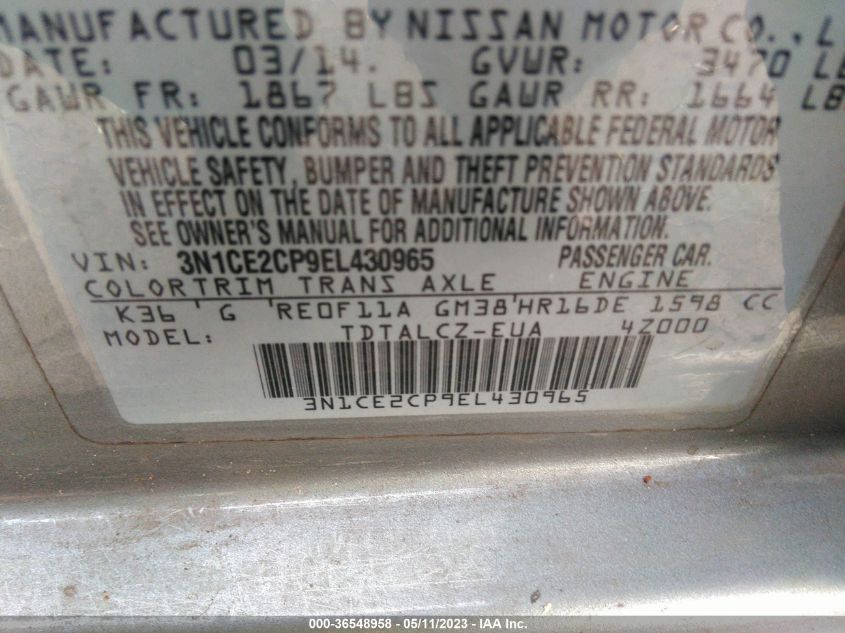 MANUFACTURED BY NISSAN MOTOR CO., L
DATE: 03/14. GVWR: 3470 LB
GAWR FR: 1867 LBS GAWR RR: 1664 LB
THIS VEHICLE CONFORMS TO ALL APPLICABLE FEDERAL MOTOR
VEHICLE SAFETY, BUMPER AND THEFT PREVENTION STANDARDS
IN EFFECT ON THE DATE OF MANUFACTURE SHOWN ABOVE.
SEE OWNER'S MANUAL FOR ADDITIONAL INFORMATION.
VIN: 3N1CE2CP9EL430965 PASSENGER CAR.
COLORTRIM TRANS AXLE ENGINE
K36 ' G ' RE0F11A GM38'HR16DE 1598 CC
MODEL: TDTALCZ-EUA 4Z000
3N1CE2CP9EL430965
000-36548958 - 05/11/2023 - IAA Inc.